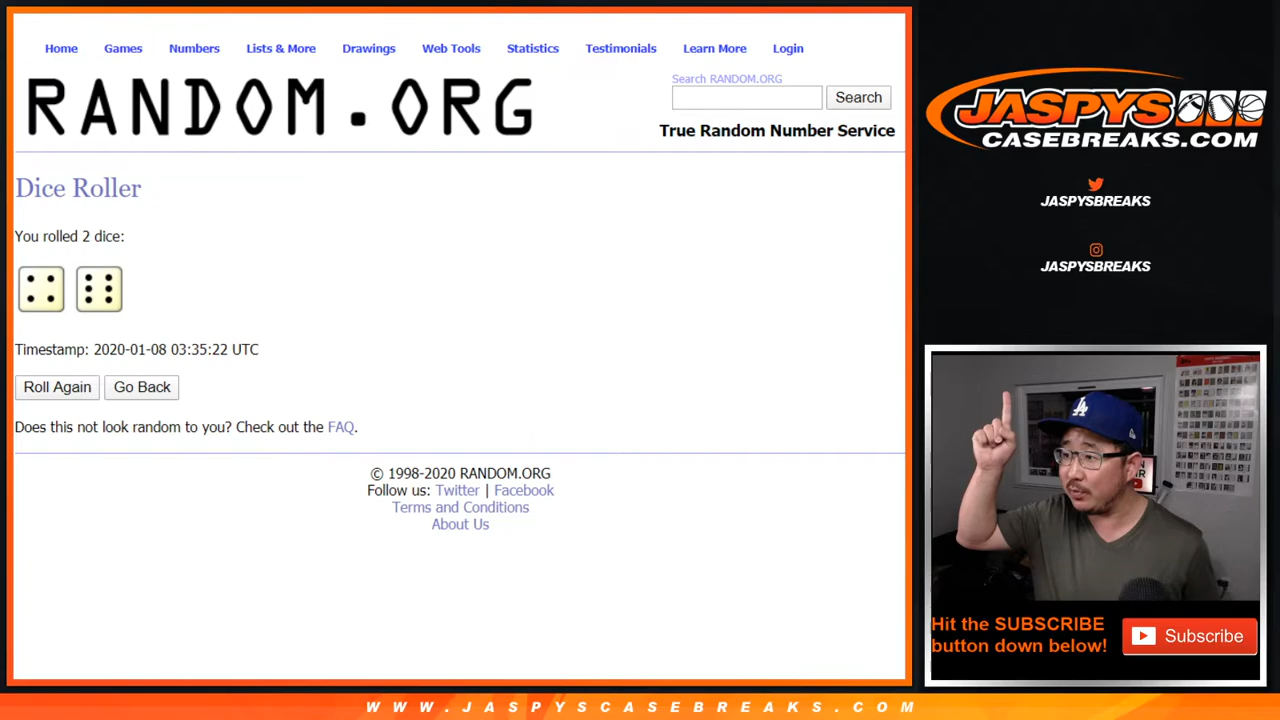 Home Games Numbers Lists & More Drawings Web Tools Statistics Testimonials Learn More Login
RANDOM.ORG
Search RANDOM.ORG
Search
True Random Number Service
Dice Roller
You rolled 2 dice:
Timestamp: 2020-01-08 03:35:22 UTC
Roll Again Go Back
Does this not look random to you? Check out the FAQ.
© 1998-2020 RANDOM.ORG
Follow us: Twitter | Facebook
Terms and Conditions
About Us
JASPYS
CASEBREAKS.COM
JASPYSBREAKS
JASPYSBREAKS
LA
Hit the SUBSCRIBE
button down below!
Subscribe
WWW.JASPYSCASEBREAKS.COM